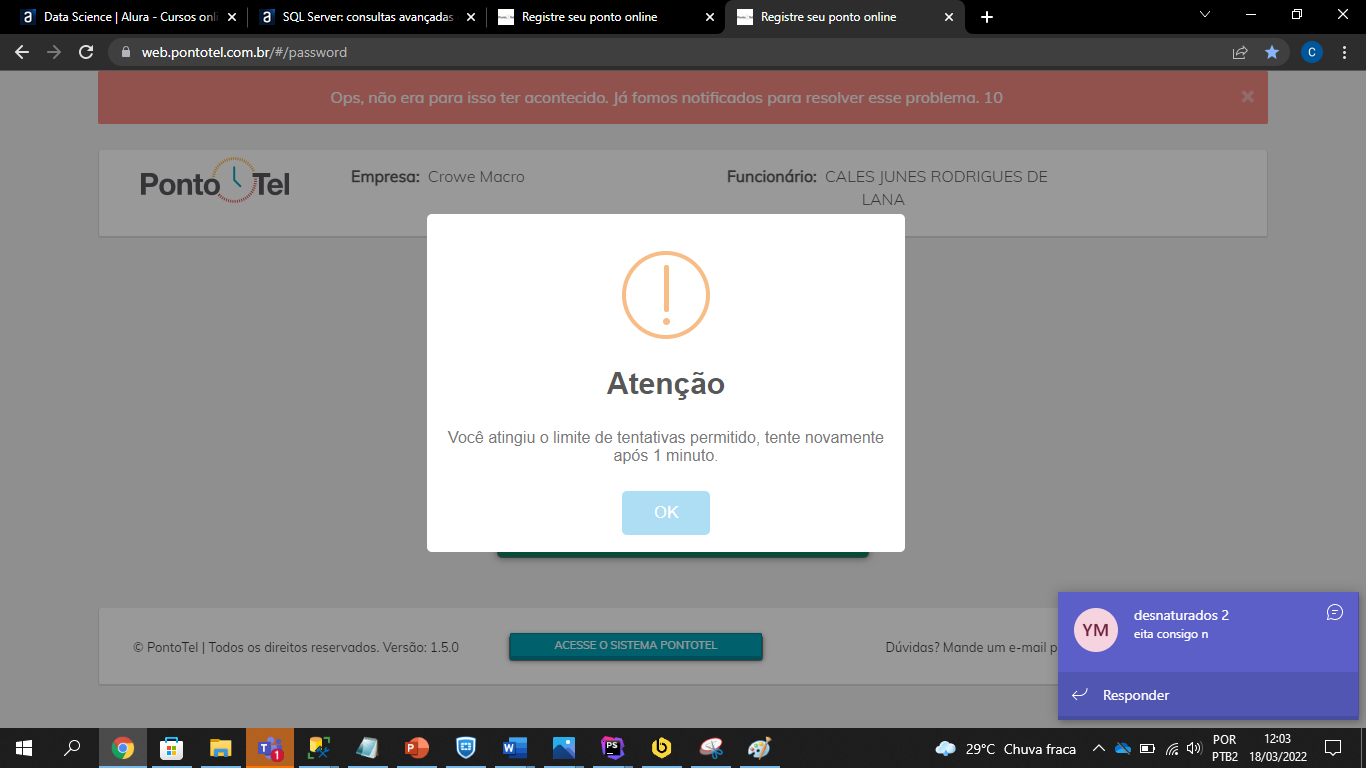 Data Science | Alura - Cursos onli
SQL Server: consultas avançadas
Registre seu ponto online
Registre seu ponto online
web.pontotel.com.br/#/password
C
Ops, não era para isso ter acontecido. Já fomos notificados para resolver esse problema. 10
PontoTel
Empresa: Crowe Macro
Funcionário: CALES JUNES RODRIGUES DE
LANA
Atenção
Você atingiu o limite de tentativas permitido, tente novamente
após 1 minuto.
OK
© PontoTel | Todos os direitos reservados. Versão: 1.5.0
ACESSE O SISTEMA PONTOTEL
Dúvidas? Mande um e-mail p
YM
desnaturados 2
eita consigo n
Responder
29°C Chuva fraca
POR
PTB2
12:03
18/03/2022